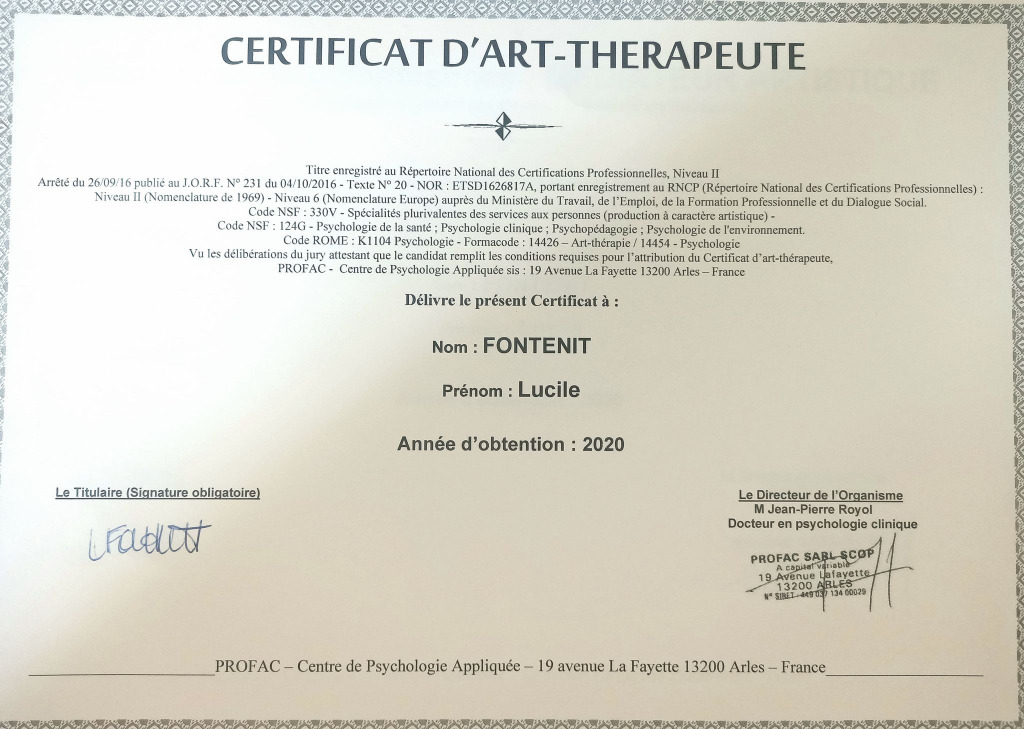 CERTIFICAT D'ART-THERAPEUTE
Titre enregistré au Répertoire National des Certifications Professionnelles, Niveau II
Arrêté du 26/09/16 publié au J.O.R.F. N° 231 du 04/10/2016 - Texte N° 20 - NOR : ETSD1626817A, portant enregistrement au RNCP (Répertoire National des Certifications Professionnelles) :
Niveau II (Nomenclature de 1969) - Niveau 6 (Nomenclature Europe) auprès du Ministère du Travail, de l'Emploi, de la Formation Professionnelle et du Dialogue Social.
Code NSF : 330V - Spécialités plurivalentes des services aux personnes (production à caractère artistique) -
Code NSF : 124G - Psychologie de la santé ; Psychologie clinique ; Psychopédagogie ; Psychologie de l'environnement.
Code ROME : K1104 Psychologie - Formacode : 14426 – Art-thérapie / 14454 - Psychologie
Vu les délibérations du jury attestant que le candidat remplit les conditions requises pour l'attribution du Certificat d'art-thérapeute,
PROFAC - Centre de Psychologie Appliquée sis : 19 Avenue La Fayette 13200 Arles – France
Délivre le présent Certificat à :
Nom : FONTENIT
Prénom : Lucile
Année d'obtention : 2020
Le Titulaire (Signature obligatoire)
Le Directeur de l'Organisme
M Jean-Pierre Royol
Docteur en psychologie clinique
PROFAC SARL SCOP
A capital variable
19 Avenue Lafayette
13200 ARLES
N° SIRET : 449 037 134 00029
PROFAC – Centre de Psychologie Appliquée – 19 avenue La Fayette 13200 Arles – France